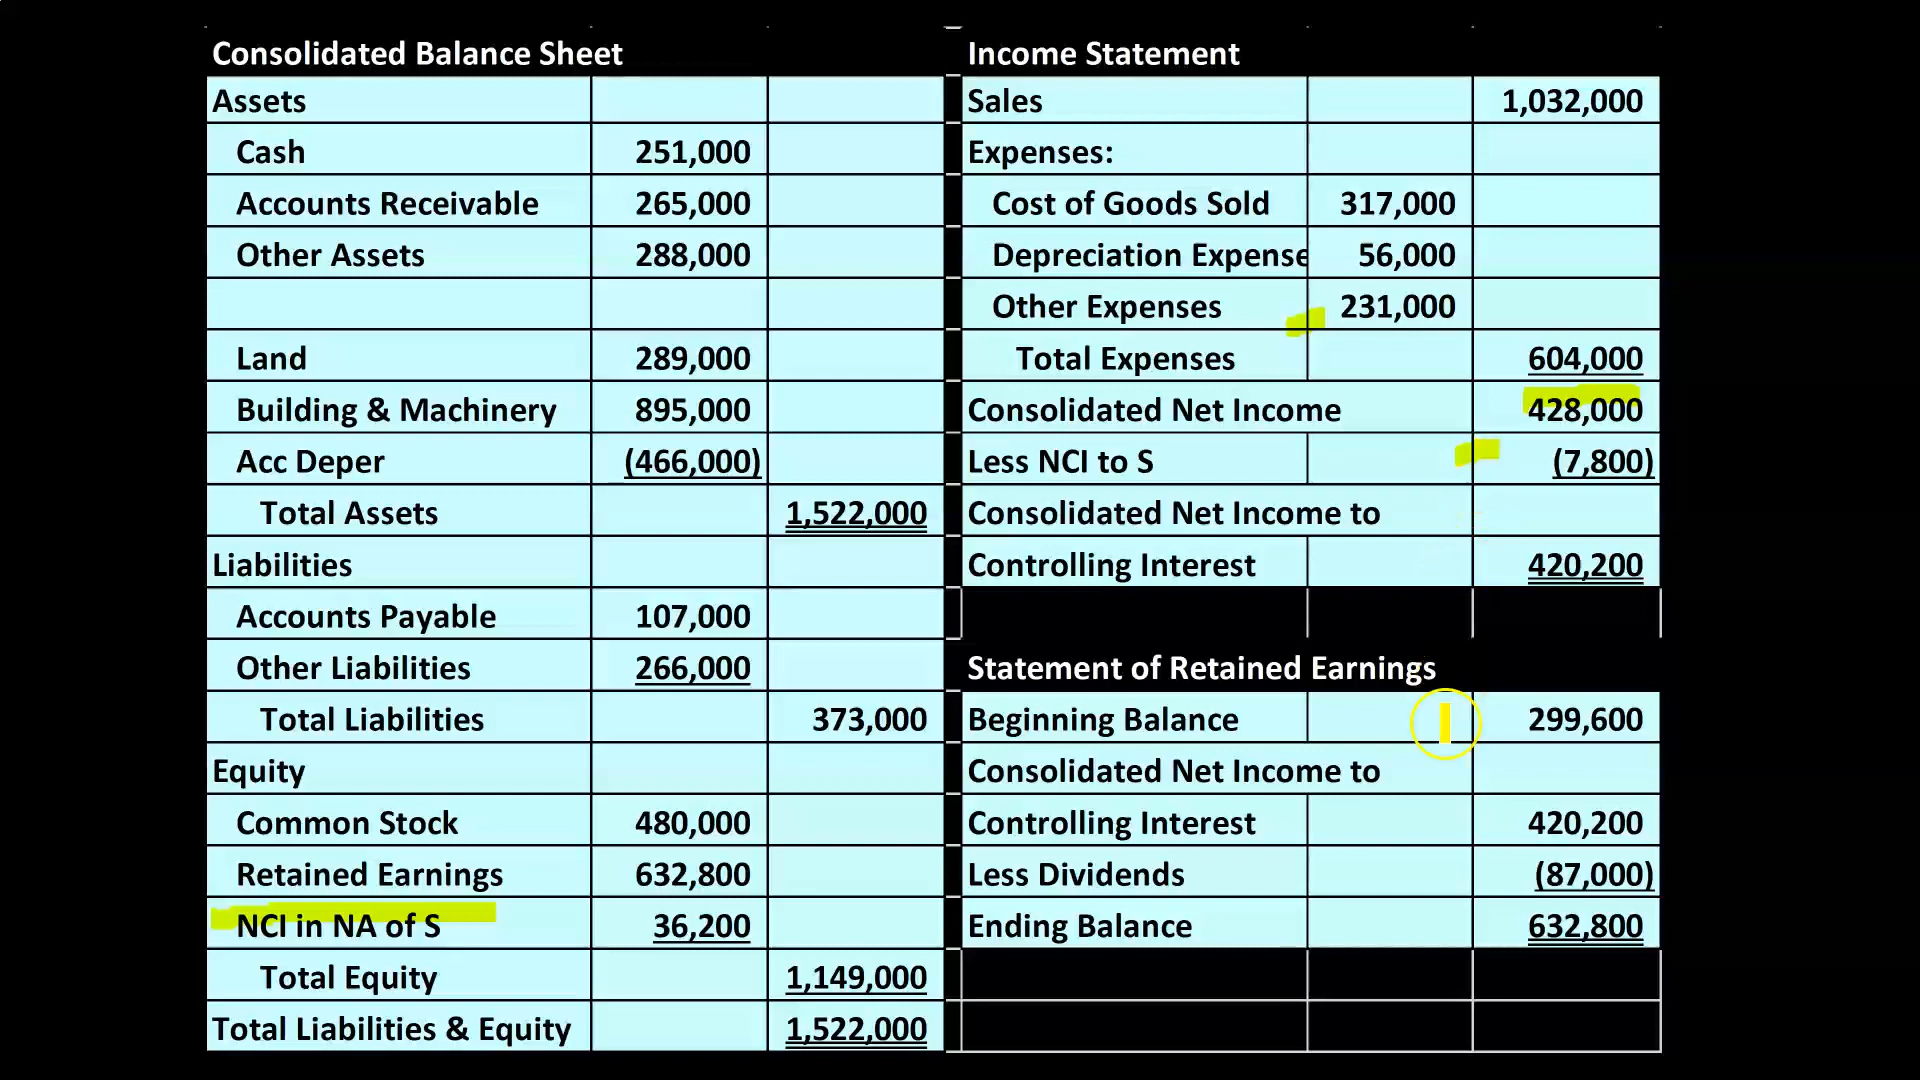 Consolidated Balance Sheet
Assets
Cash 251,000
Accounts Receivable 265,000
Other Assets 288,000
Land 289,000
Building & Machinery 895,000
Acc Deper (466,000)
Total Assets 1,522,000
Liabilities
Accounts Payable 107,000
Other Liabilities 266,000
Total Liabilities 373,000
Equity
Common Stock 480,000
Retained Earnings 632,800
NCI in NA of S 36,200
Total Equity 1,149,000
Total Liabilities & Equity 1,522,000
Income Statement
Sales 1,032,000
Expenses:
Cost of Goods Sold 317,000
Depreciation Expense 56,000
Other Expenses 231,000
Total Expenses 604,000
Consolidated Net Income 428,000
Less NCI to S (7,800)
Consolidated Net Income to
Controlling Interest 420,200
Statement of Retained Earnings
Beginning Balance 299,600
Consolidated Net Income to
Controlling Interest 420,200
Less Dividends (87,000)
Ending Balance 632,800